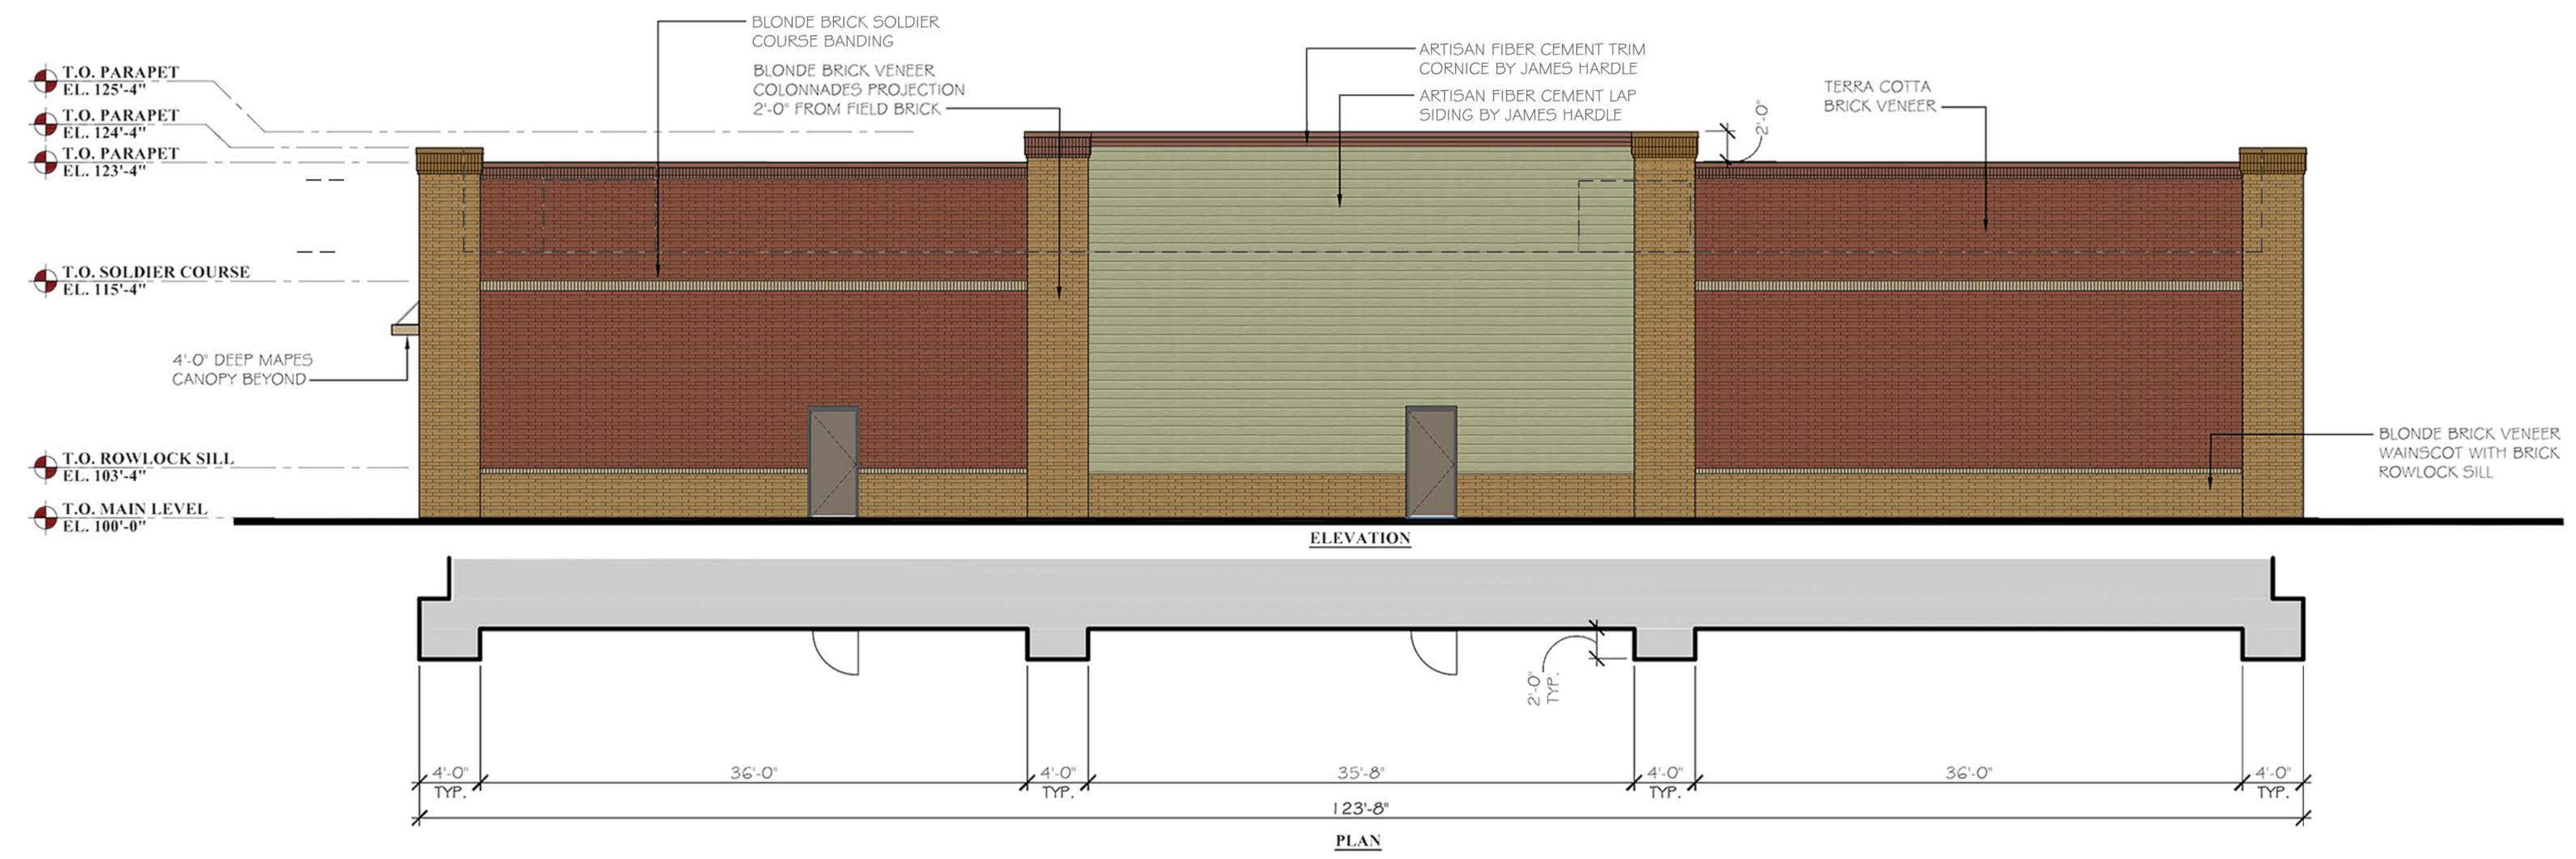 BLONDE BRICK SOLDIER
COURSE BANDING
BLONDE BRICK VENEER
COLONNADES PROJECTION
2'-0" FROM FIELD BRICK
ARTISAN FIBER CEMENT TRIM
CORNICE BY JAMES HARDLE
ARTISAN FIBER CEMENT LAP
SIDING BY JAMES HARDLE
2'-0"
TERRA COTTA
BRICK VENEER
T.O. PARAPET
EL. 125'-4"
T.O. PARAPET
EL. 124'-4"
T.O. PARAPET
EL. 123'-4"
T.O. SOLDIER COURSE
EL. 115'-4"
4'-0" DEEP MAPES
CANOPY BEYOND
T.O. ROWLOCK SILL
EL. 103'-4"
T.O. MAIN LEVEL
EL. 100'-0"
BLONDE BRICK VENEER
WAINSCOT WITH BRICK
ROWLOCK SILL
ELEVATION
2'-0"
TYP.
4'-0"
TYP.
36'-0"
4'-0"
TYP.
35'-8"
4'-0"
TYP.
36'-0"
4'-0"
TYP.
123'-8"
PLAN